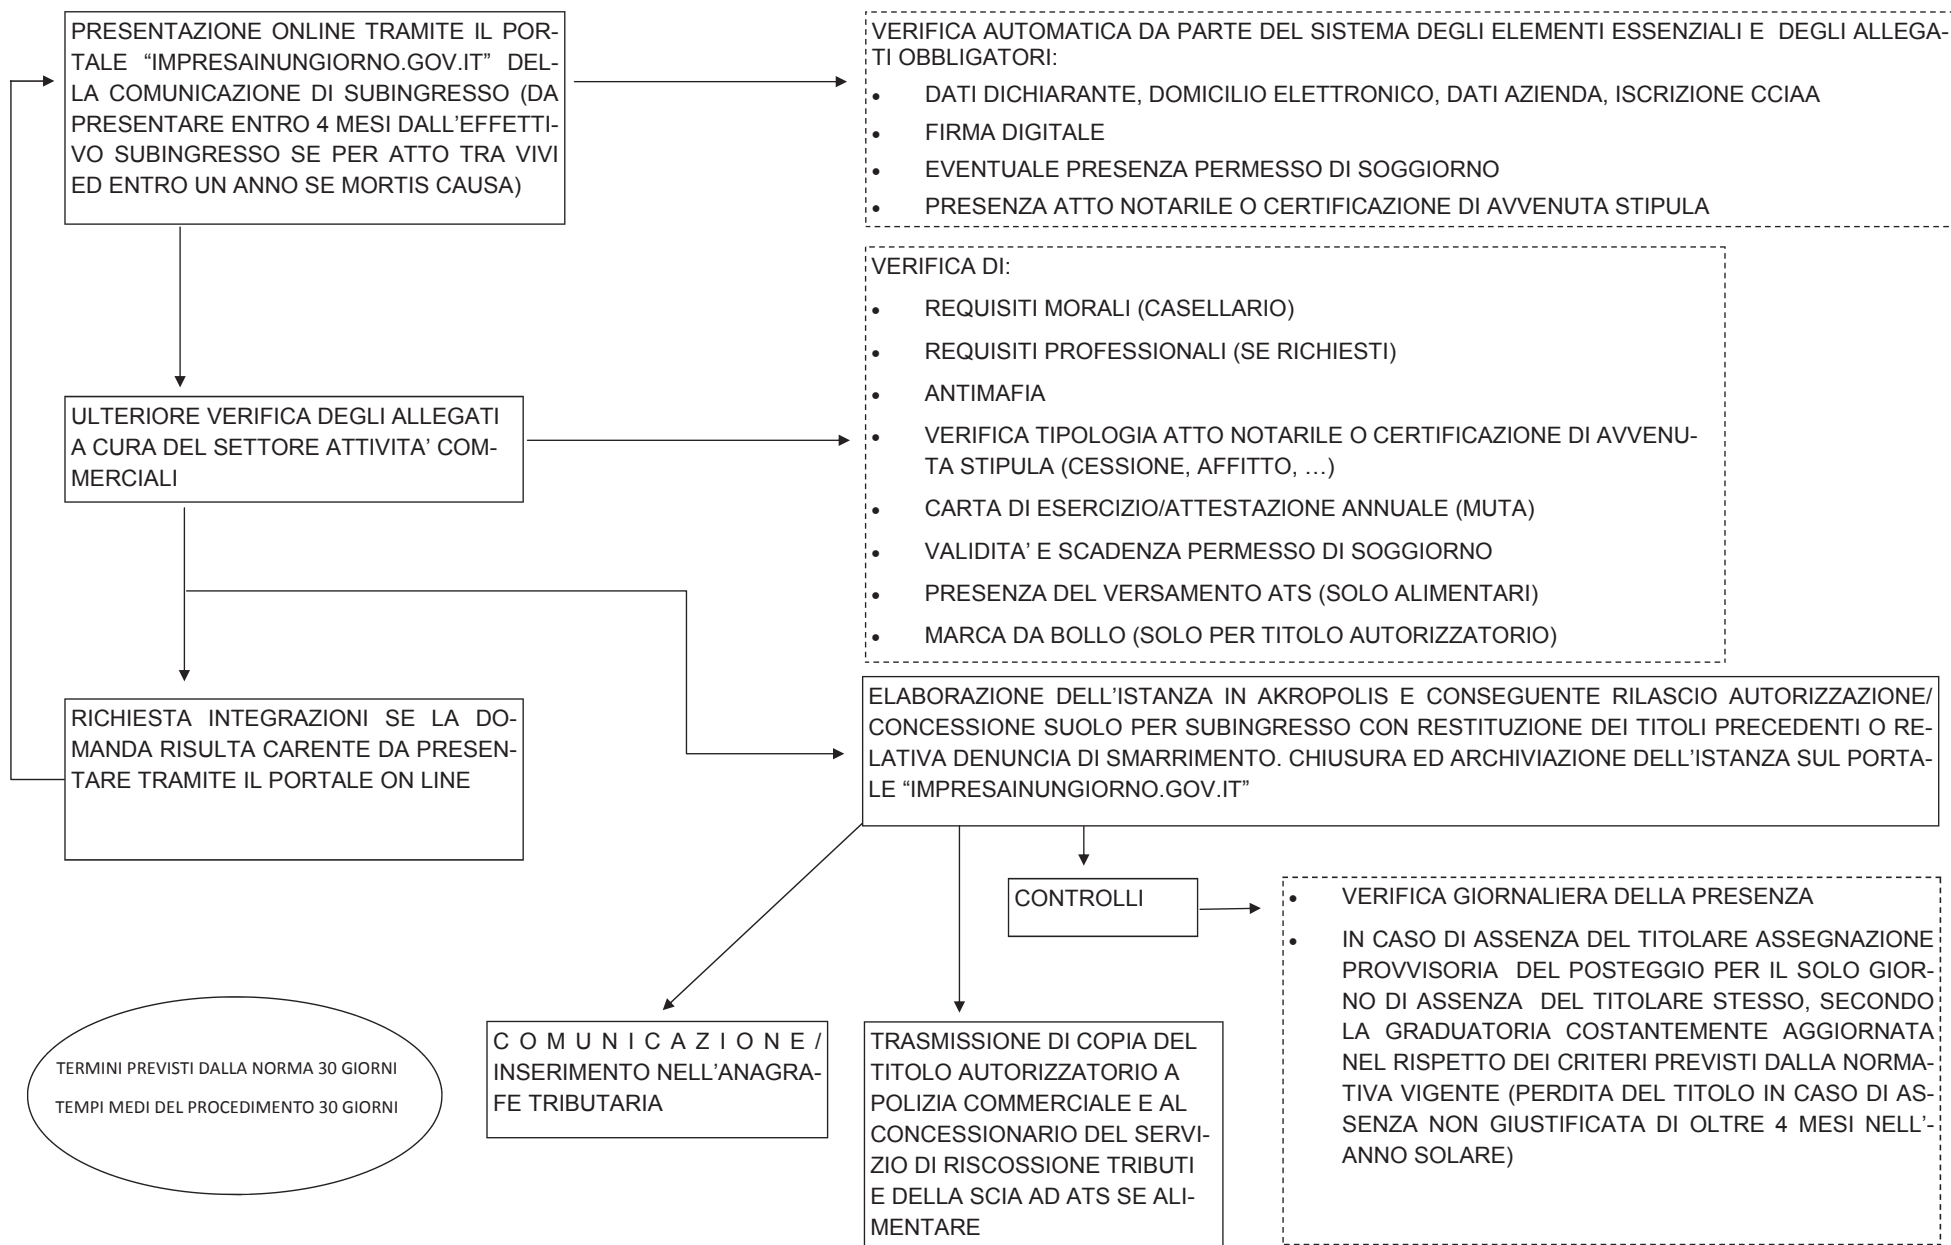 PRESENTAZIONE ONLINE TRAMITE IL POR-
TALE “IMPRESAINUNGIORNO.GOV.IT” DEL-
LA COMUNICAZIONE DI SUBINGRESSO (DA
PRESENTARE ENTRO 4 MESI DALL’EFFETTI-
VO SUBINGRESSO SE PER ATTO TRA VIVI
ED ENTRO UN ANNO SE MORTIS CAUSA)
VERIFICA AUTOMATICA DA PARTE DEL SISTEMA DEGLI ELEMENTI ESSENZIALI E DEGLI ALLEGA-
TI OBBLIGATORI:
• DATI DICHIARANTE, DOMICILIO ELETTRONICO, DATI AZIENDA, ISCRIZIONE CCIAA
• FIRMA DIGITALE
• EVENTUALE PRESENZA PERMESSO DI SOGGIORNO
• PRESENZA ATTO NOTARILE O CERTIFICAZIONE DI AVVENUTA STIPULA
ULTERIORE VERIFICA DEGLI ALLEGATI
A CURA DEL SETTORE ATTIVITA’ COM-
MERCIALI
VERIFICA DI:
• REQUISITI MORALI (CASELLARIO)
• REQUISITI PROFESSIONALI (SE RICHIESTI)
• ANTIMAFIA
• VERIFICA TIPOLOGIA ATTO NOTARILE O CERTIFICAZIONE DI AVVENU-
TA STIPULA (CESSIONE, AFFITTO, …)
• CARTA DI ESERCIZIO/ATTESTAZIONE ANNUALE (MUTA)
• VALIDITA’ E SCADENZA PERMESSO DI SOGGIORNO
• PRESENZA DEL VERSAMENTO ATS (SOLO ALIMENTARI)
• MARCA DA BOLLO (SOLO PER TITOLO AUTORIZZATORIO)
RICHIESTA INTEGRAZIONI SE LA DO-
MANDA RISULTA CARENTE DA PRESEN-
TARE TRAMITE IL PORTALE ON LINE
ELABORAZIONE DELL’ISTANZA IN AKROPOLIS E CONSEGUENTE RILASCIO AUTORIZZAZIONE/
CONCESSIONE SUOLO PER SUBINGRESSO CON RESTITUZIONE DEI TITOLI PRECEDENTI O RE-
LATIVA DENUNCIA DI SMARRIMENTO. CHIUSURA ED ARCHIVIAZIONE DELL’ISTANZA SUL PORTA-
LE “IMPRESAINUNGIORNO.GOV.IT”
CONTROLLI
• VERIFICA GIORNALIERA DELLA PRESENZA
• IN CASO DI ASSENZA DEL TITOLARE ASSEGNAZIONE
PROVVISORIA DEL POSTEGGIO PER IL SOLO GIOR-
NO DI ASSENZA DEL TITOLARE STESSO, SECONDO
LA GRADUATORIA COSTANTEMENTE AGGIORNATA
NEL RISPETTO DEI CRITERI PREVISTI DALLA NORMA-
TIVA VIGENTE (PERDITA DEL TITOLO IN CASO DI AS-
SENZA NON GIUSTIFICATA DI OLTRE 4 MESI NELL’-
ANNO SOLARE)
COMUNICAZIONE/
INSERIMENTO NELL’ANAGRA-
FE TRIBUTARIA
TRASMISSIONE DI COPIA DEL
TITOLO AUTORIZZATORIO A
POLIZIA COMMERCIALE E AL
CONCESSIONARIO DEL SERVI-
ZIO DI RISCOSSIONE TRIBUTI
E DELLA SCIA AD ATS SE ALI-
MENTARE
TERMINI PREVISTI DALLA NORMA 30 GIORNI
TEMPI MEDI DEL PROCEDIMENTO 30 GIORNI